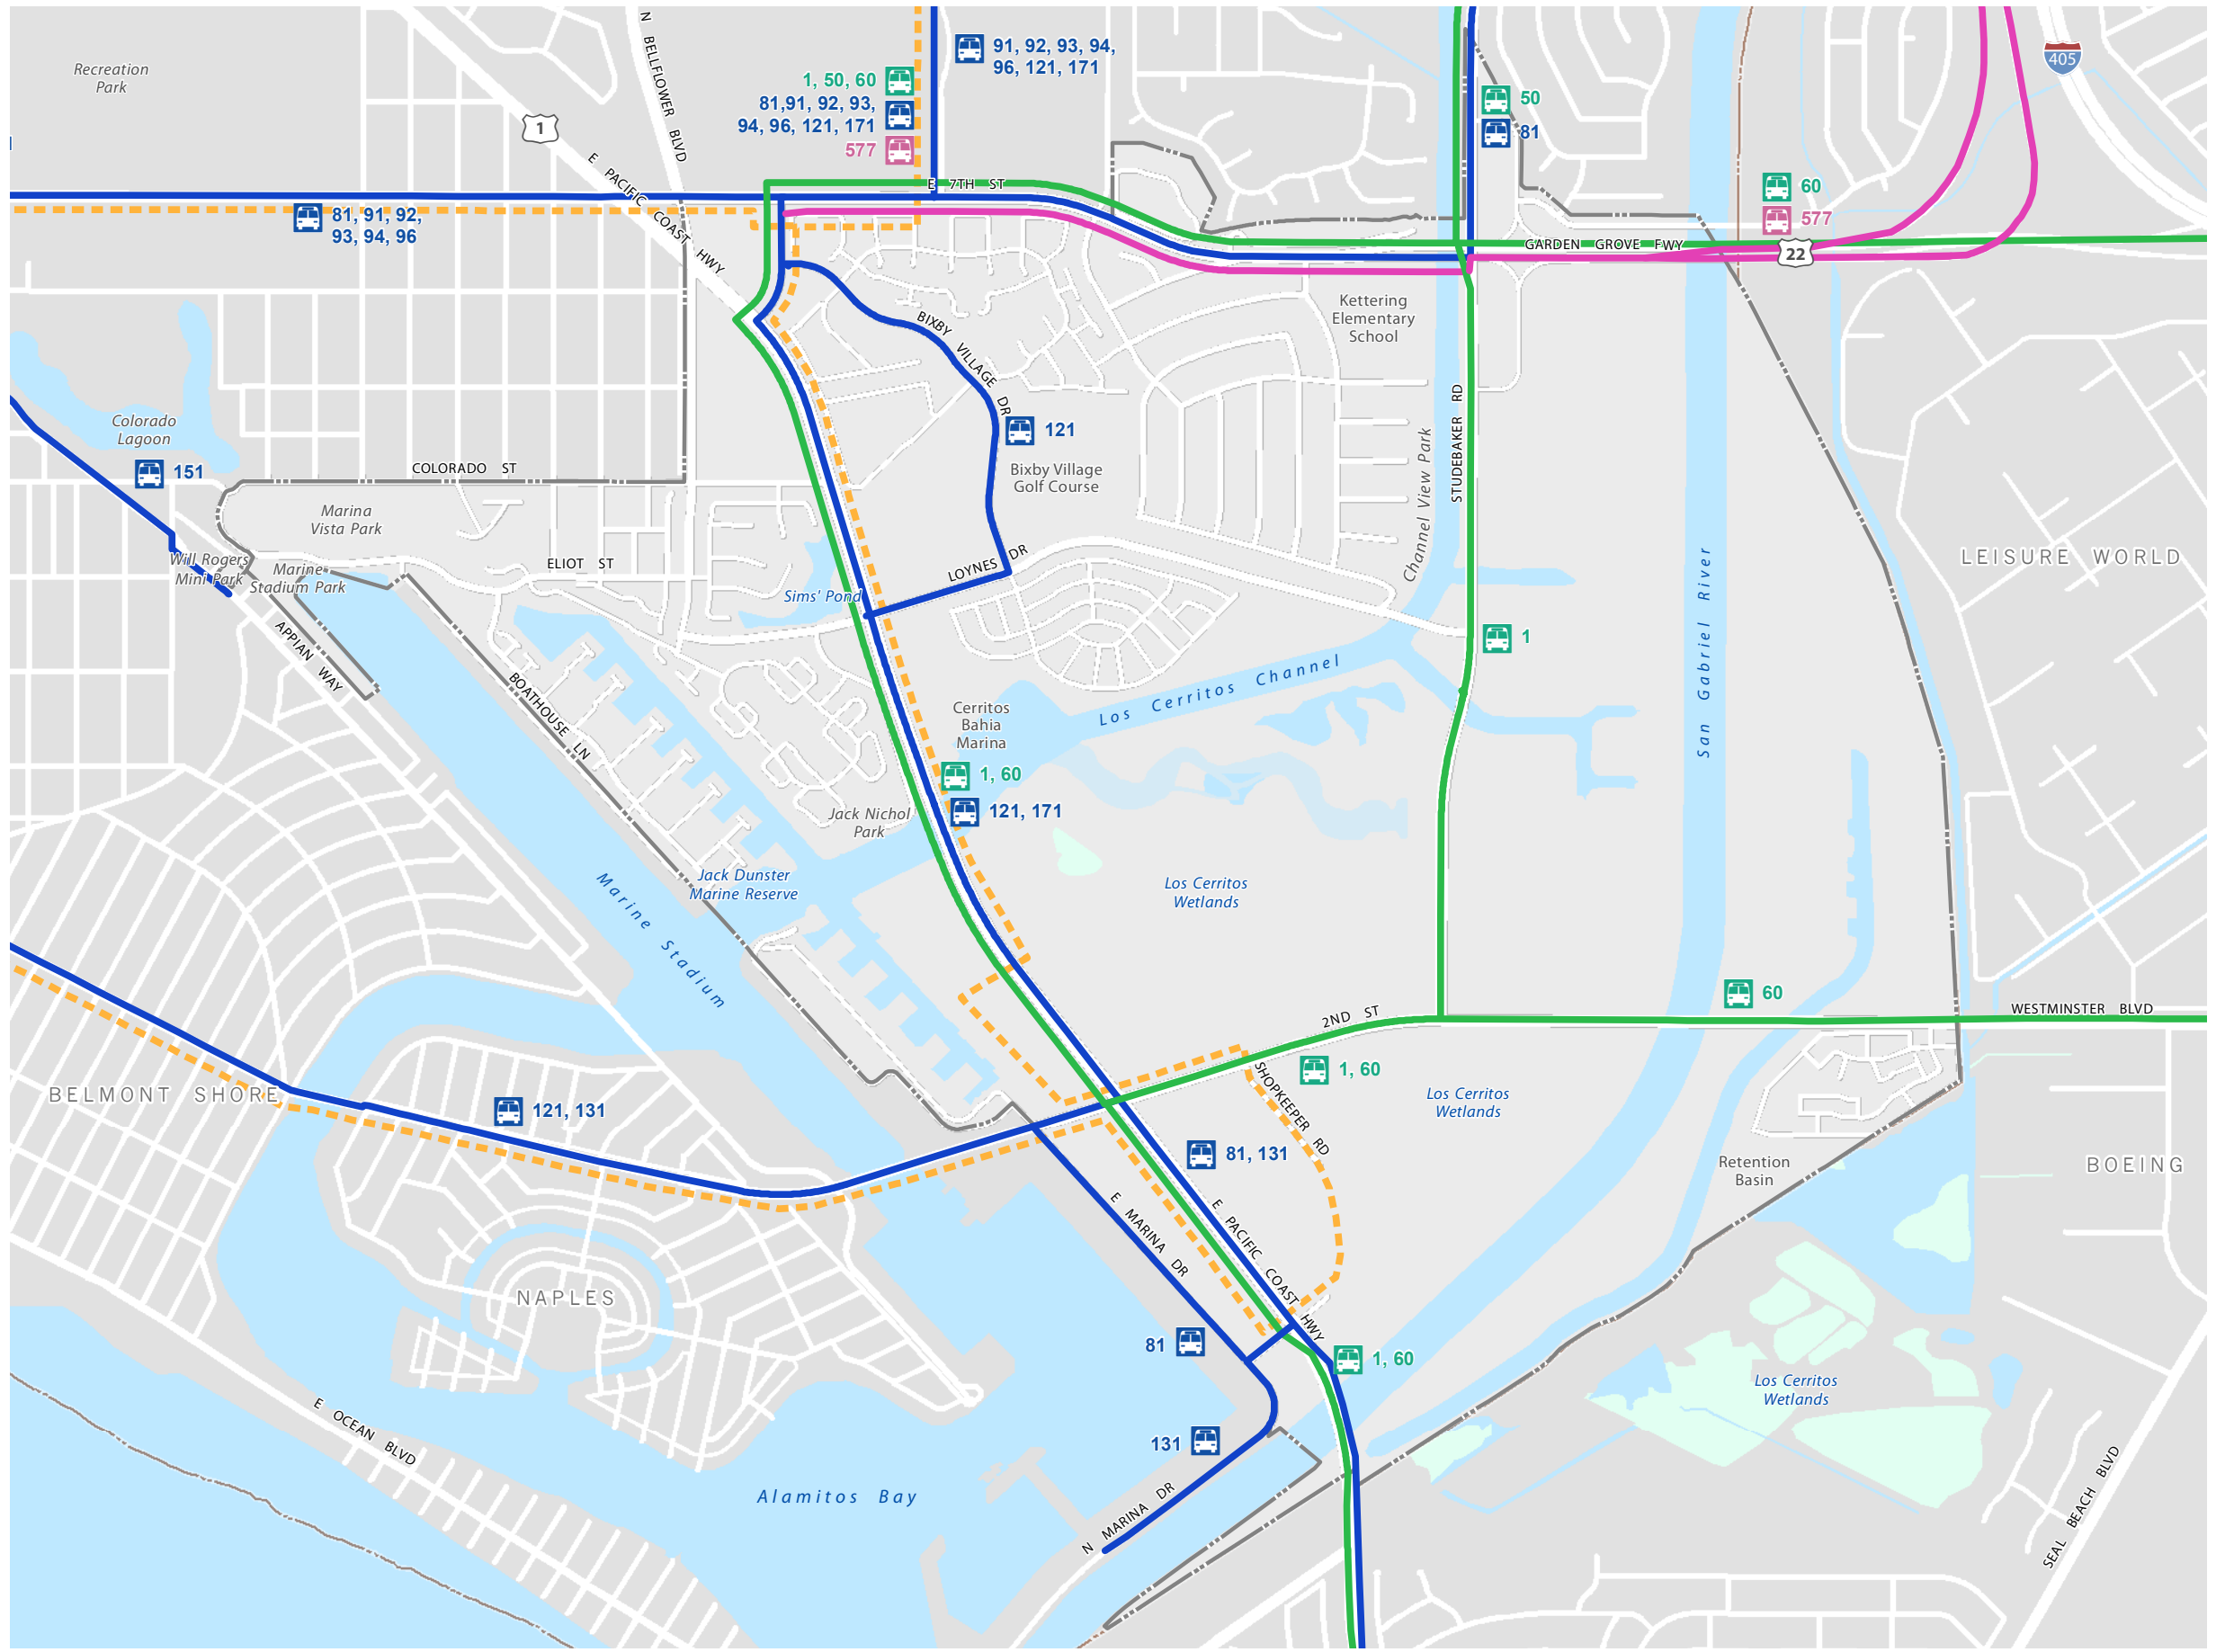 Recreation
Park
N BELLFLOWER BLVD
91, 92, 93, 94,
96, 121, 171
1, 50, 60
81,91, 92, 93,
94, 96, 121, 171
577
1
405
50
81
E PACIFIC COAST HWY
E 7TH ST
81, 91, 92,
93, 94, 96
60
577
GARDEN GROVE FWY
22
Kettering
Elementary
School
BIXBY VILLAGE DR
121
Bixby Village
Golf Course
Channel View Park
STUDEBAKER RD
Colorado
Lagoon
151
COLORADO ST
Marina
Vista Park
Will Rogers
Mini Park
Marine
Stadium Park
ELIOT ST
LOYNES DR
Sims' Pond
San Gabriel River
LEISURE WORLD
APPIAN WAY
BOATHOUSE LN
1
Los Cerritos Channel
Cerritos
Bahia
Marina
1, 60
121, 171
Jack Nichol
Park
Jack Dunster
Marine Reserve
Marine Stadium
Los Cerritos
Wetlands
60
WESTMINSTER BLVD
2ND ST
1, 60
SHOPKEEPER RD
Los Cerritos
Wetlands
BELMONT SHORE
121, 131
81, 131
Retention
Basin
BOEING
E MARINA DR
E PACIFIC COAST HWY
NAPLES
81
1, 60
Los Cerritos
Wetlands
E OCEAN BLVD
131
Alamitos Bay
N MARINA DR
SEAL BEACH BLVD